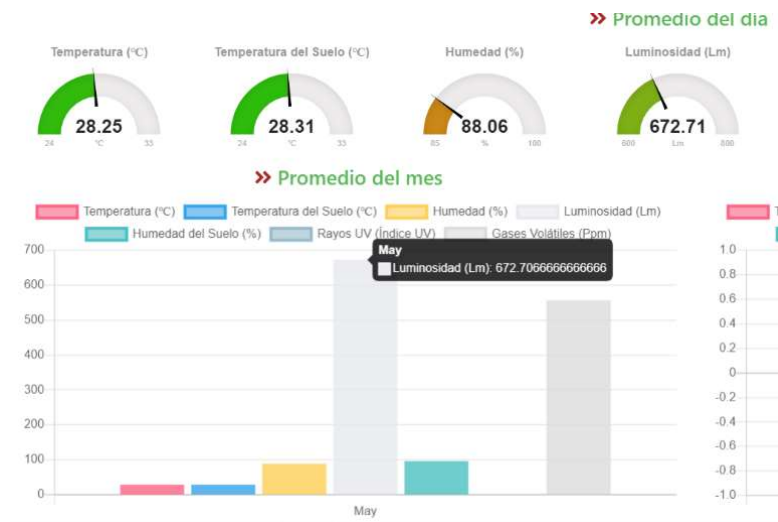 » Promedio del día
Temperatura (°C)
Temperatura del Suelo (°C)
Humedad (%)
Luminosidad (Lm)
28.25
24 °C 33
28.31
24 °C 33
88.06
85 % 100
672.71
600 Lm 800
» Promedio del mes
Temperatura (°C) Temperatura del Suelo (°C) Humedad (%) Luminosidad (Lm)
Humedad del Suelo (%) Rayos UV (Índice UV) Gases Volátiles (Ppm)
May
Luminosidad (Lm): 672.7066666666666
700
600
500
400
300
200
100
0
May
1.0
0.8
0.6
0.4
0.2
0
-0.2
-0.4
-0.6
-0.8
-1.0